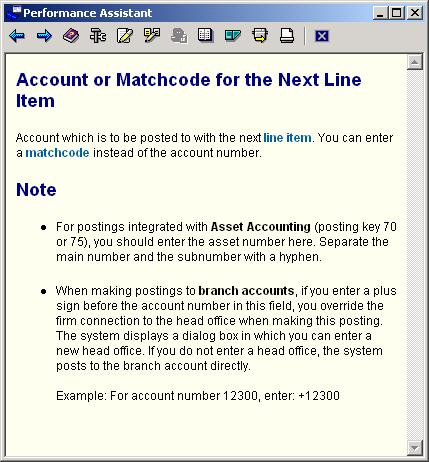 Performance Assistant
Account or Matchcode for the Next Line
Item
Account which is to be posted to with the next line item. You can enter
a matchcode instead of the account number.
Note
● For postings integrated with Asset Accounting (posting key 70
or 75), you should enter the asset number here. Separate the
main number and the subnumber with a hyphen.
● When making postings to branch accounts, if you enter a plus
sign before the account number in this field, you override the
firm connection to the head office when making this posting.
The system displays a dialog box in which you can enter a
new head office. If you do not enter a head office, the system
posts to the branch account directly.
Example: For account number 12300, enter: +12300